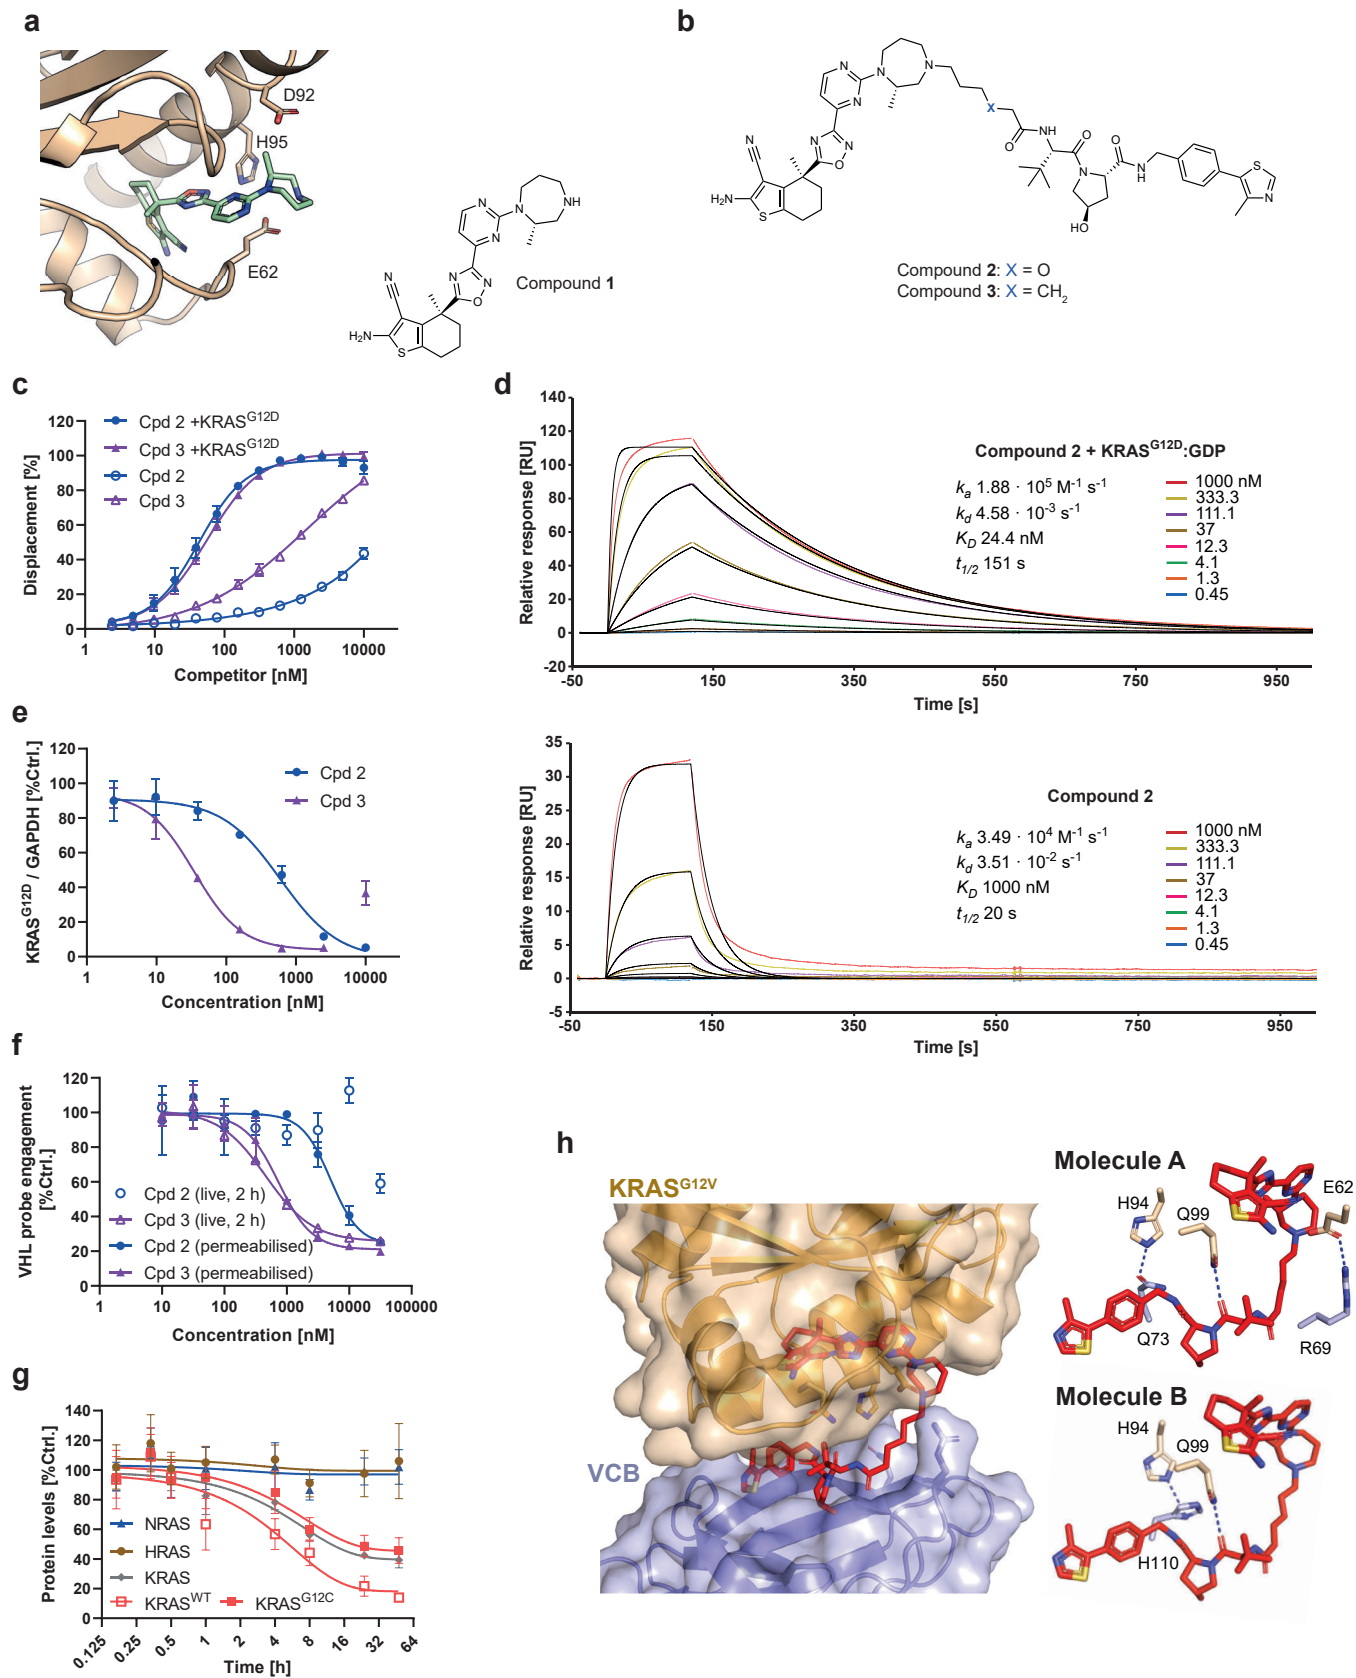 a
D92
H95
E62
N
N
NH
N
N
N
N
O
CN
H2N
S
Compound 1
b
N
N
N
N
X
N
N
O
N
H2N
S
O
NH
O
N
O
NH
HO
S
N
Compound 2: X = O
Compound 3: X = CH2
c
Displacement [%]
120
100
80
60
40
20
0
1 10 100 1000 10000
Competitor [nM]
Cpd 2 +KRASG12D
Cpd 3 +KRASG12D
Cpd 2
Cpd 3
d
Relative response [RU]
140
120
100
80
60
40
20
0
-20
-50 150 350 550 750 950
Time [s]
Compound 2 + KRASG12D:GDP
ka 1.88 · 10^5 M-1 s-1
kd 4.58 · 10-3 s-1
KD 24.4 nM
t1/2 151 s
1000 nM
333.3
111.1
37
12.3
4.1
1.3
0.45
Relative response [RU]
35
30
25
20
15
10
5
0
-5
-50 150 350 550 750 950
Time [s]
Compound 2
ka 3.49 · 10^4 M-1 s-1
kd 3.51 · 10-2 s-1
KD 1000 nM
t1/2 20 s
1000 nM
333.3
111.1
37
12.3
4.1
1.3
0.45
e
KRASG12D / GAPDH [%Ctrl.]
120
100
80
60
40
20
0
1 10 100 1000 10000
Concentration [nM]
Cpd 2
Cpd 3
f
VHL probe engagement
[%Ctrl.]
120
100
80
60
40
20
0
1 10 100 1000 10000 100000
Concentration [nM]
Cpd 2 (live, 2 h)
Cpd 3 (live, 2 h)
Cpd 2 (permeabilised)
Cpd 3 (permeabilised)
g
Protein levels [%Ctrl.]
140
120
100
80
60
40
20
0
0.125 0.25 0.5 1 2 4 8 16 32 64
Time [h]
NRAS
HRAS
KRAS
KRASWT KRASG12C
h
KRASG12V
VCB
Molecule A
H94
Q99
E62
Q73
R69
Molecule B
H94
Q99
H110